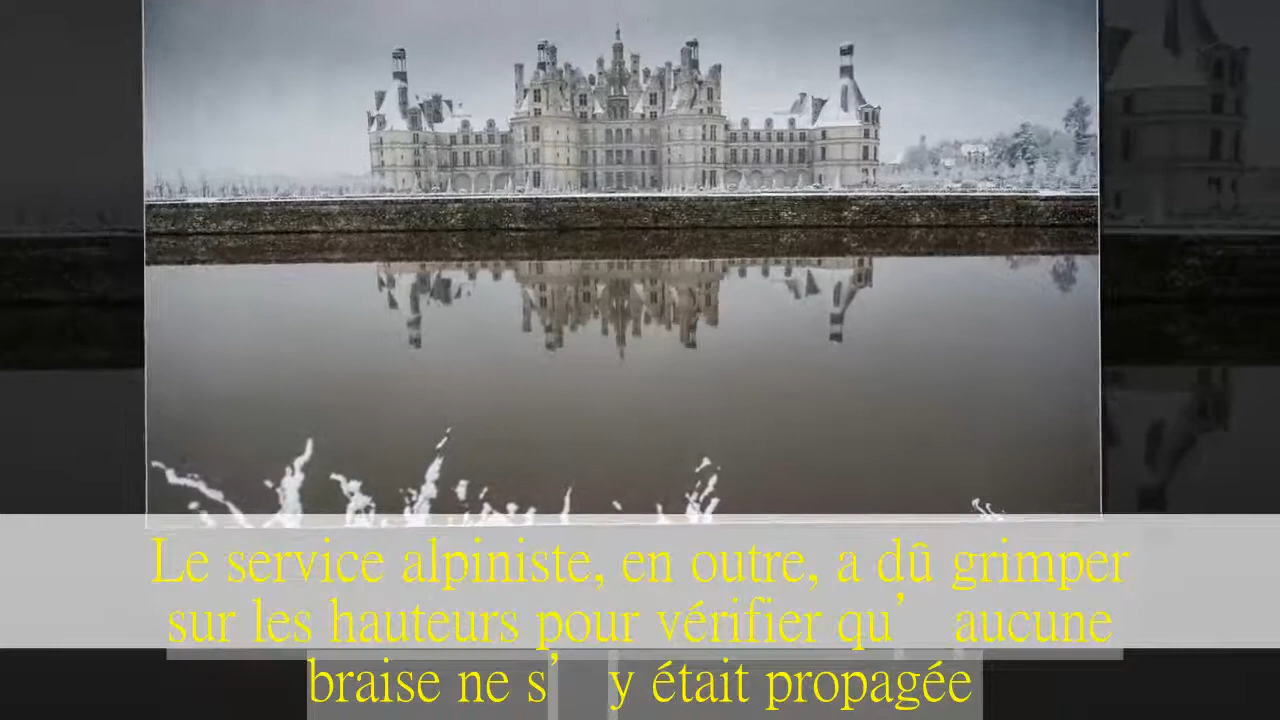 Le service alpiniste, en outre, a dû grimper
sur les hauteurs pour vérifier qu’ aucune
braise ne s’ y était propagée